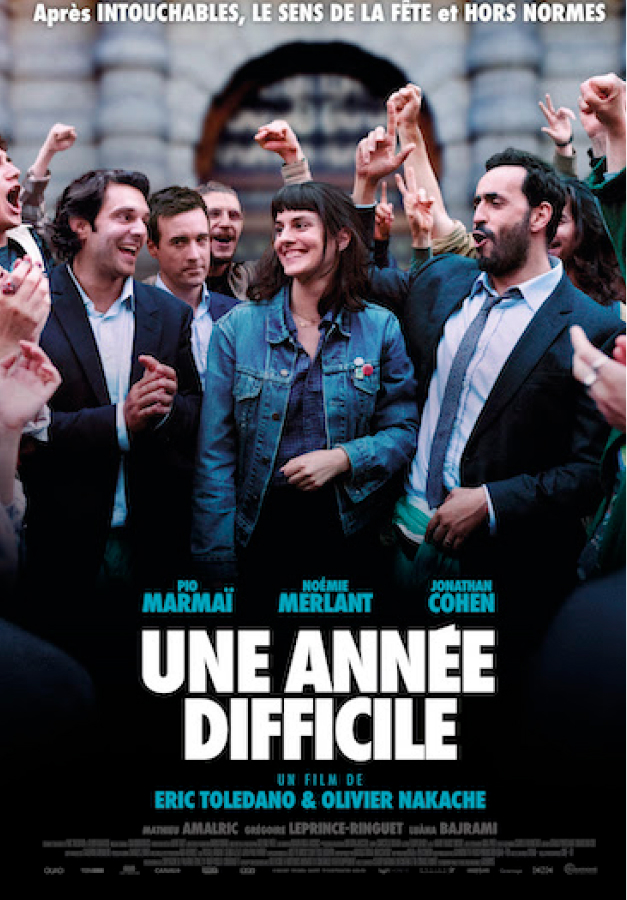 Après INTOUCHABLES, LE SENS DE LA FÊTE et HORS NORMES
PIO MARMAÏ
NOÉMIE MERLANT
JONATHAN COHEN
UNE ANNÉE
DIFFICILE
UN FILM DE
ERIC TOLEDANO & OLIVIER NAKACHE
MATHIEU AMALRIC GRÉGOIRE LEPRINCE-RINGUET LUÀNA BAJRAMI